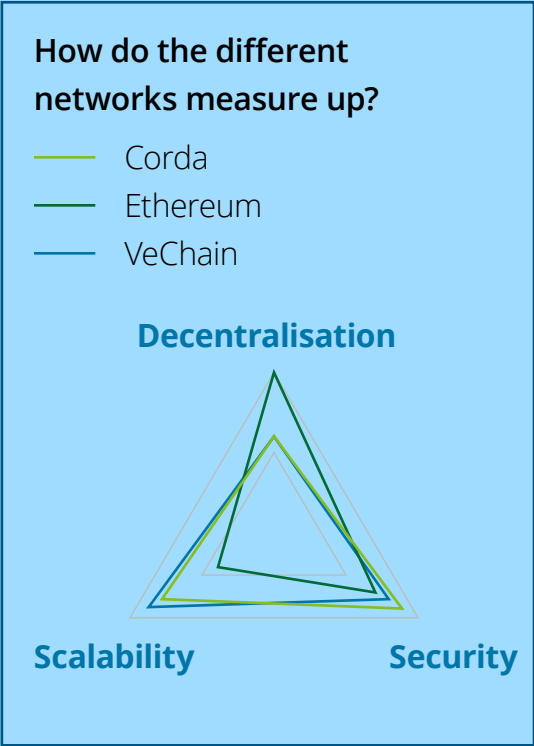 How do the different
networks measure up?
Corda
Ethereum
VeChain
Decentralisation
Scalability
Security